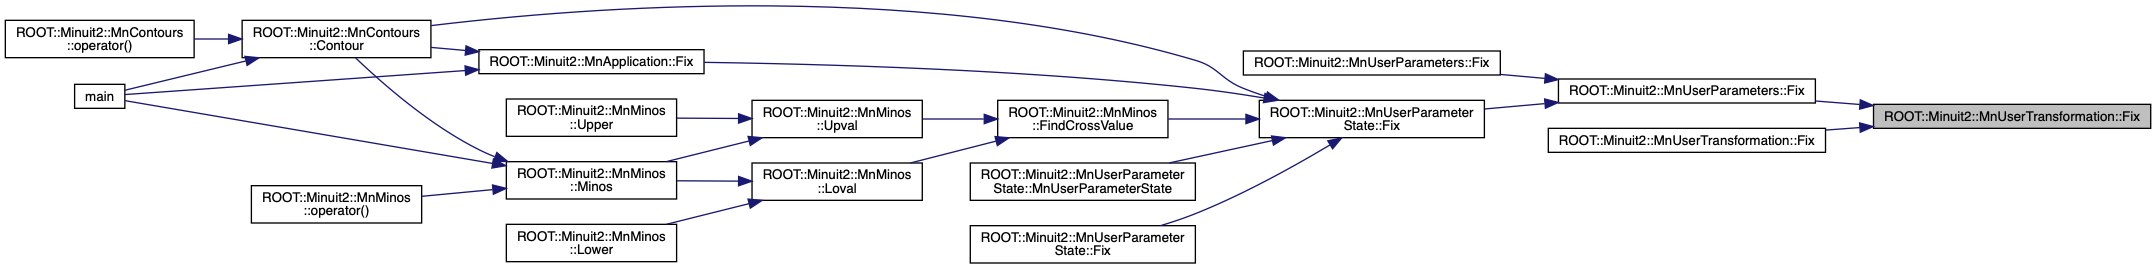 ROOT::Minuit2::MnContours
::operator()
main
ROOT::Minuit2::MnContours
::Contour
ROOT::Minuit2::MnMinos
::operator()
ROOT::Minuit2::MnApplication::Fix
ROOT::Minuit2::MnMinos
::Upper
ROOT::Minuit2::MnMinos
::Minos
ROOT::Minuit2::MnMinos
::Lower
ROOT::Minuit2::MnMinos
::Upval
ROOT::Minuit2::MnMinos
::Loval
ROOT::Minuit2::MnMinos
::FindCrossValue
ROOT::Minuit2::MnUserParameter
State::MnUserParameterState
ROOT::Minuit2::MnUserParameter
State::Fix
ROOT::Minuit2::MnUserParameters::Fix
ROOT::Minuit2::MnUserParameter
State::Fix
ROOT::Minuit2::MnUserParameters::Fix
ROOT::Minuit2::MnUserTransformation::Fix
ROOT::Minuit2::MnUserTransformation::Fix